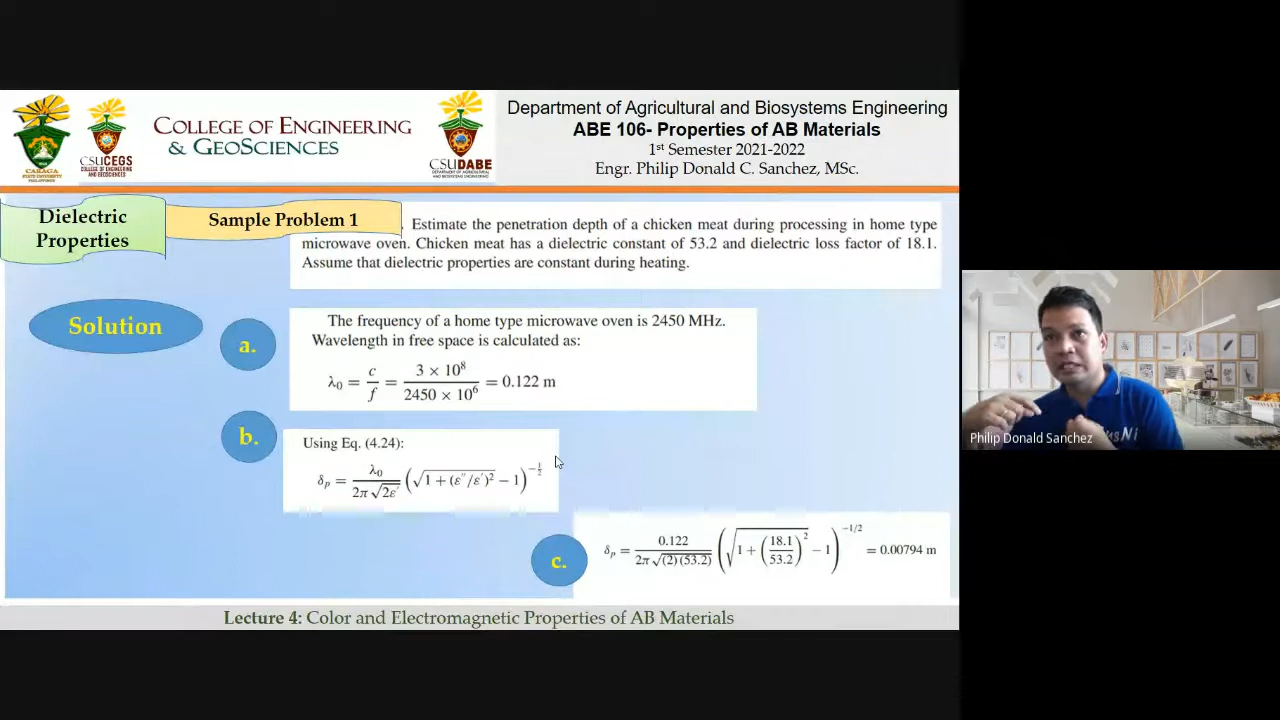 COLLEGE OF ENGINEERING
& GEOSCIENCES
CARAGA
STATE UNIVERSITY
CSUCEGS
CSUDABE
Department of Agricultural and Biosystems Engineering
ABE 106- Properties of AB Materials
1st Semester 2021-2022
Engr. Philip Donald C. Sanchez, MSc.
Dielectric
Properties
Sample Problem 1
Estimate the penetration depth of a chicken meat during processing in home type
microwave oven. Chicken meat has a dielectric constant of 53.2 and dielectric loss factor of 18.1.
Assume that dielectric properties are constant during heating.
Solution
a.
The frequency of a home type microwave oven is 2450 MHz.
Wavelength in free space is calculated as:
λ₀ = c/f = 3 × 10⁸ / 2450 × 10⁶ = 0.122 m
b.
Using Eq. (4.24):
δₚ = λ₀ / 2π√2ε′ (√1 + (ε″/ε′)² − 1)^−1/2
c.
δₚ = 0.122 / 2π√(2)(53.2) (√1 + (18.1/53.2)² − 1)^−1/2 = 0.00794 m
Philip Donald Sanchez
Lecture 4: Color and Electromagnetic Properties of AB Materials